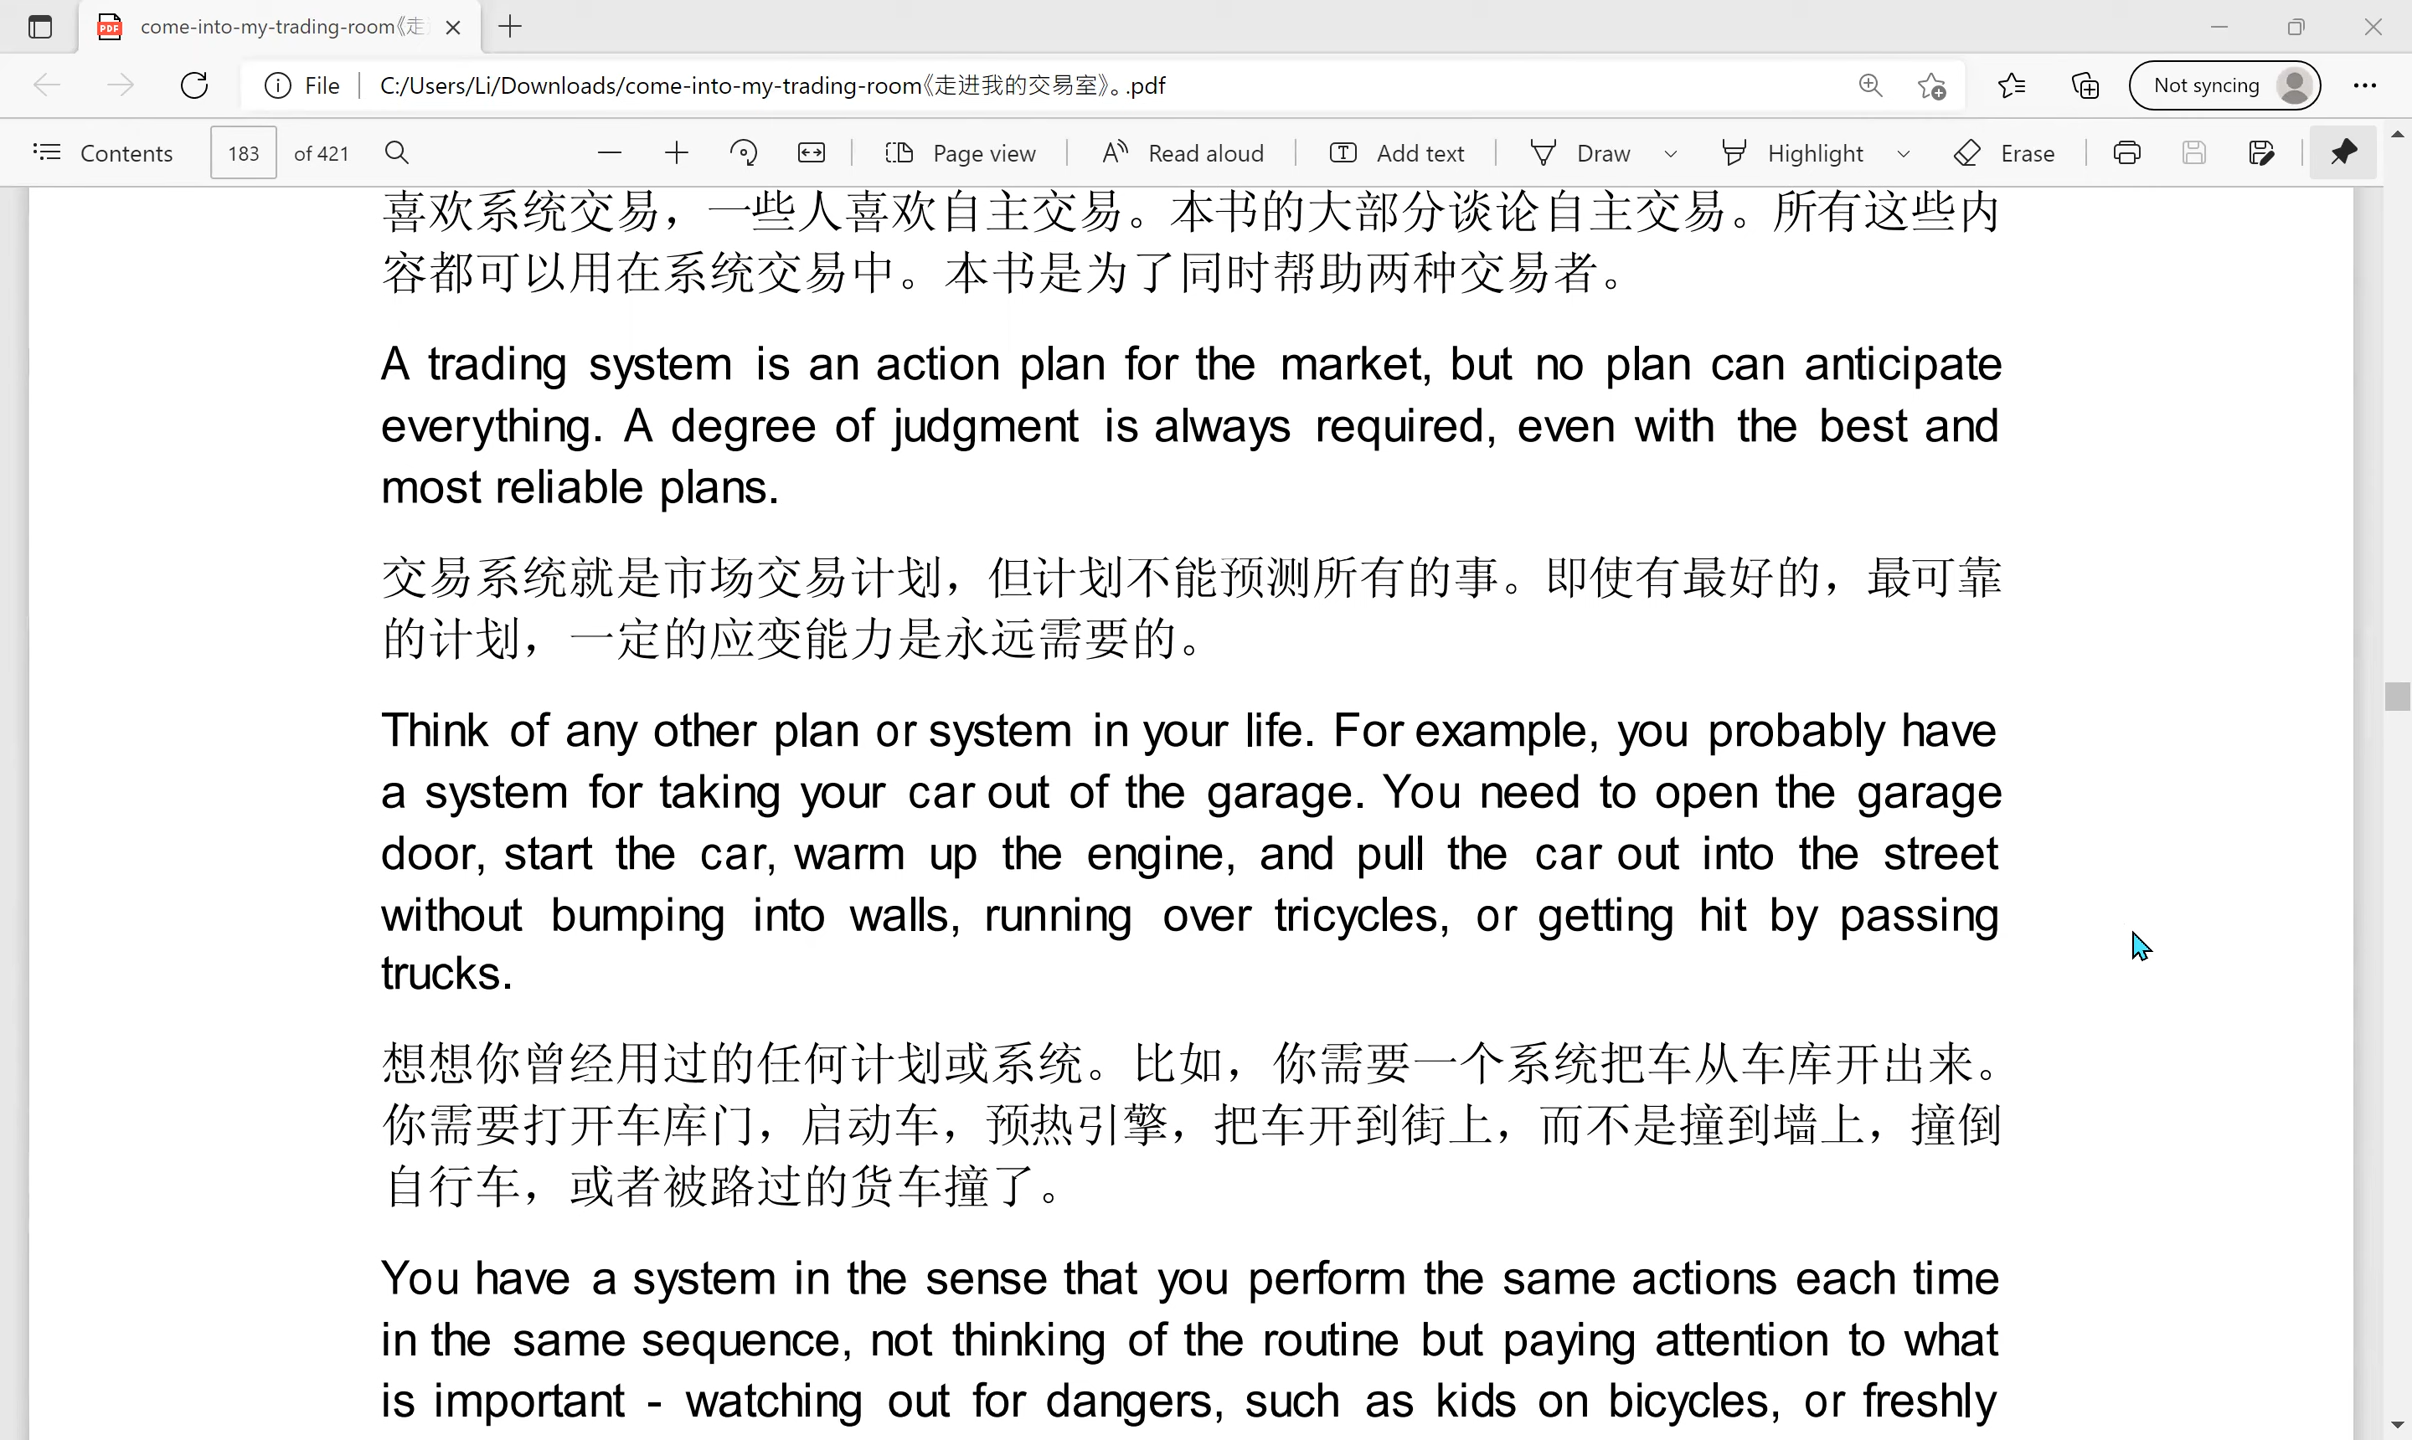 come-into-my-trading-room《走
File
C:/Users/Li/Downloads/come-into-my-trading-room《走进我的交易室》。.pdf
Not syncing
Contents
183
of 421
Page view
Read aloud
Add text
Draw
Highlight
Erase
喜欢系统交易，一些人喜欢自主交易。本书的大部分谈论自主交易。所有这些内
容都可以用在系统交易中。本书是为了同时帮助两种交易者。
A trading system is an action plan for the market, but no plan can anticipate
everything. A degree of judgment is always required, even with the best and
most reliable plans.
交易系统就是市场交易计划，但计划不能预测所有的事。即使有最好的，最可靠
的计划，一定的应变能力是永远需要的。
Think of any other plan or system in your life. For example, you probably have
a system for taking your car out of the garage. You need to open the garage
door, start the car, warm up the engine, and pull the car out into the street
without bumping into walls, running over tricycles, or getting hit by passing
trucks.
想想你曾经用过的任何计划或系统。比如，你需要一个系统把车从车库开出来。
你需要打开车库门，启动车，预热引擎，把车开到街上，而不是撞到墙上，撞倒
自行车，或者被路过的货车撞了。
You have a system in the sense that you perform the same actions each time
in the same sequence, not thinking of the routine but paying attention to what
is important - watching out for dangers, such as kids on bicycles, or freshly